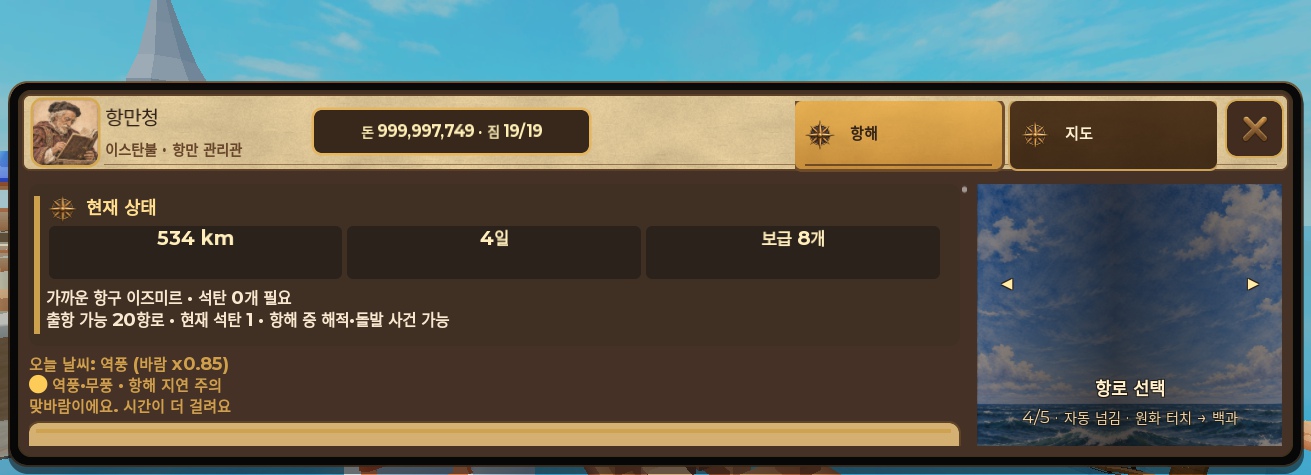 항만청
이스탄불 • 항만 관리관
돈 999,997,749 · 짐 19/19
항해
지도
현재 상태
534 km
4일
보급 8개
가까운 항구 이즈미르 • 석탄 0개 필요
출항 가능 20항로 • 현재 석탄 1 • 항해 중 해적•돌발 사건 가능
오늘 날씨: 역풍 (바람 x0.85)
역풍•무풍 • 항해 지연 주의
맞바람이에요. 시간이 더 걸려요
항로 선택
4/5 · 자동 넘김 · 원화 터치 → 백과